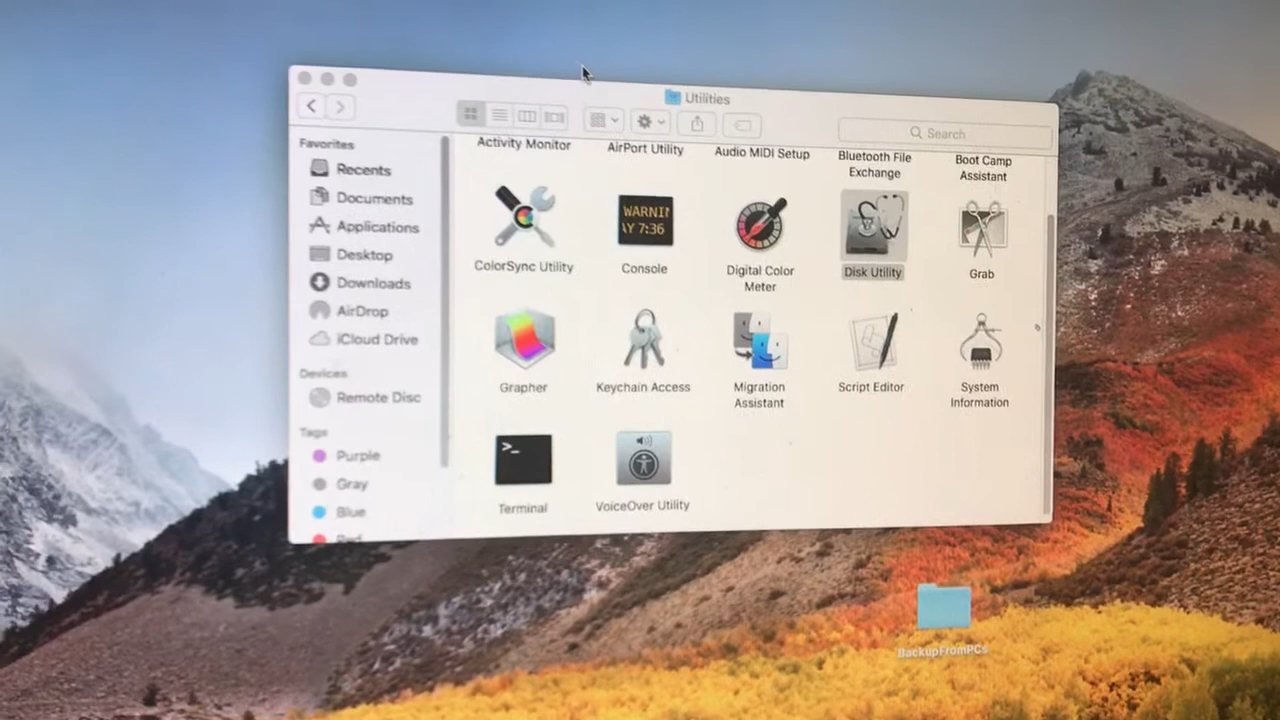 Utilities
Search
Favorites
Recents
Documents
Applications
Desktop
Downloads
AirDrop
iCloud Drive
Devices
Remote Disc
Tags
Purple
Gray
Blue
Red
Activity Monitor
AirPort Utility
Audio MIDI Setup
Bluetooth File
Exchange
Boot Camp
Assistant
WARNIN
AY 7:36
ColorSync Utility
Console
Digital Color
Meter
Disk Utility
Grab
Grapher
Keychain Access
Migration
Assistant
Script Editor
System
Information
>_
Terminal
VoiceOver Utility
BackupFromPCs